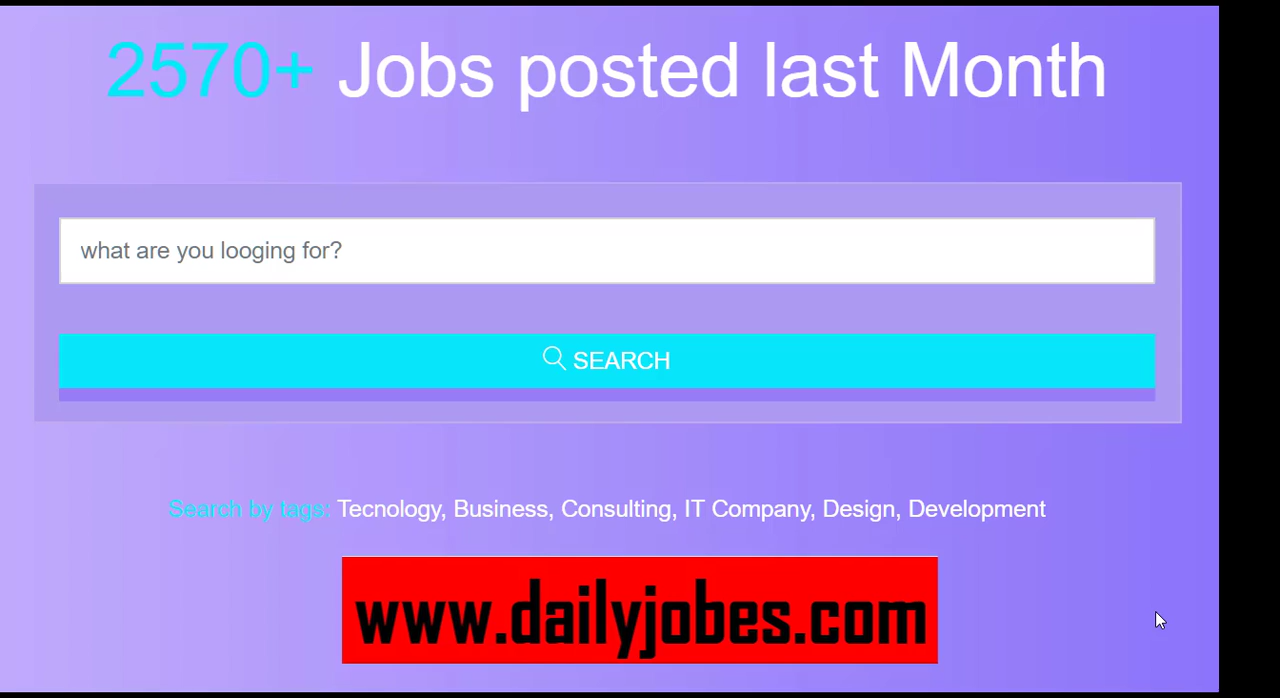 2570+ Jobs posted last Month
what are you looging for?
SEARCH
Search by tags: Tecnology, Business, Consulting, IT Company, Design, Development
www.dailyjobes.com